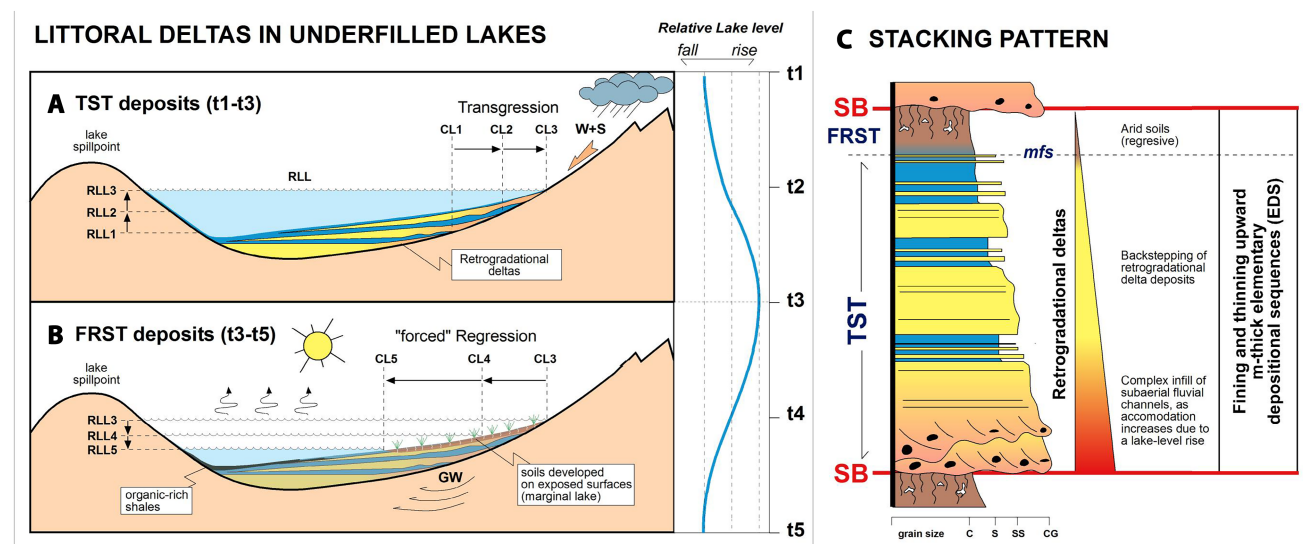 LITTORAL DELTAS IN UNDERFILLED LAKES
Relative Lake level
fall rise
A TST deposits (t1-t3)
lake
spillpoint
Transgression
CL1 CL2 CL3
W+S
RLL
RLL3
RLL2
RLL1
Retrogradational
deltas
B FRST deposits (t3-t5)
lake
spillpoint
"forced" Regression
CL5 CL4 CL3
RLL3
RLL4
RLL5
GW
organic-rich
shales
soils developed
on exposed surfaces
(marginal lake)
t1
t2
t3
t4
t5
C STACKING PATTERN
SB
FRST
mfs
TST
SB
Retrogradational deltas
Arid soils
(regresive)
Backstepping of
retrogradational
delta deposits
Complex infill of
subaerial fluvial
channels, as
accomodation
increases due to
a lake-level rise
Fining and thinning upward
m-thick elementary
depositional sequences (EDS)
grain size C S SS CG